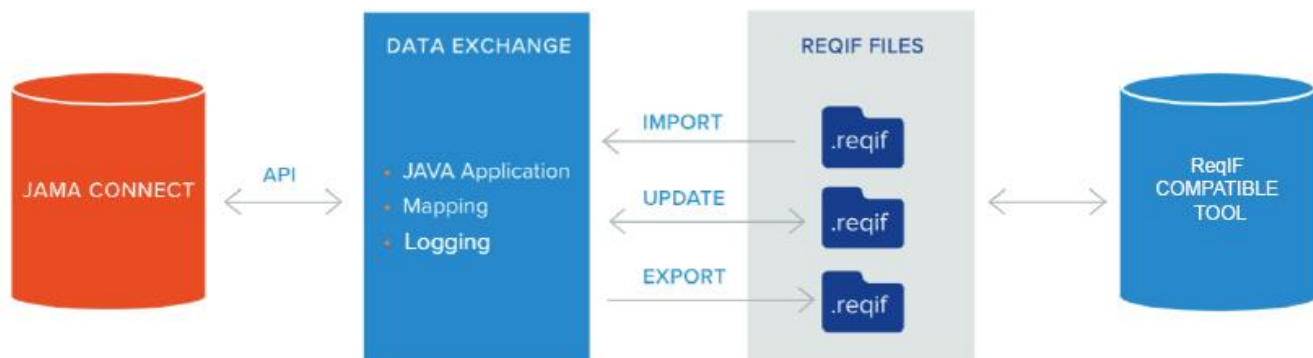 DATA EXCHANGE
REQIF FILES
JAMA CONNECT
API
• JAVA Application
• Mapping
• Logging
IMPORT
UPDATE
EXPORT
.reqif
.reqif
.reqif
ReqIF
COMPATIBLE
TOOL